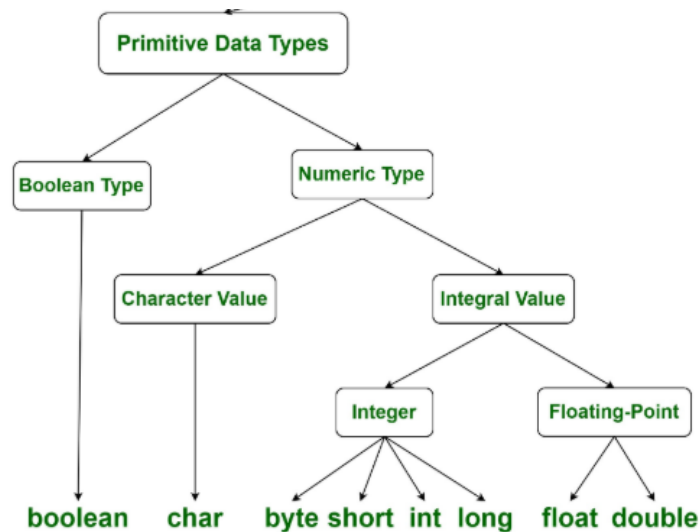 Primitive Data Types
Boolean Type
Numeric Type
Character Value
Integral Value
Integer
Floating-Point
boolean char byte short int long float double